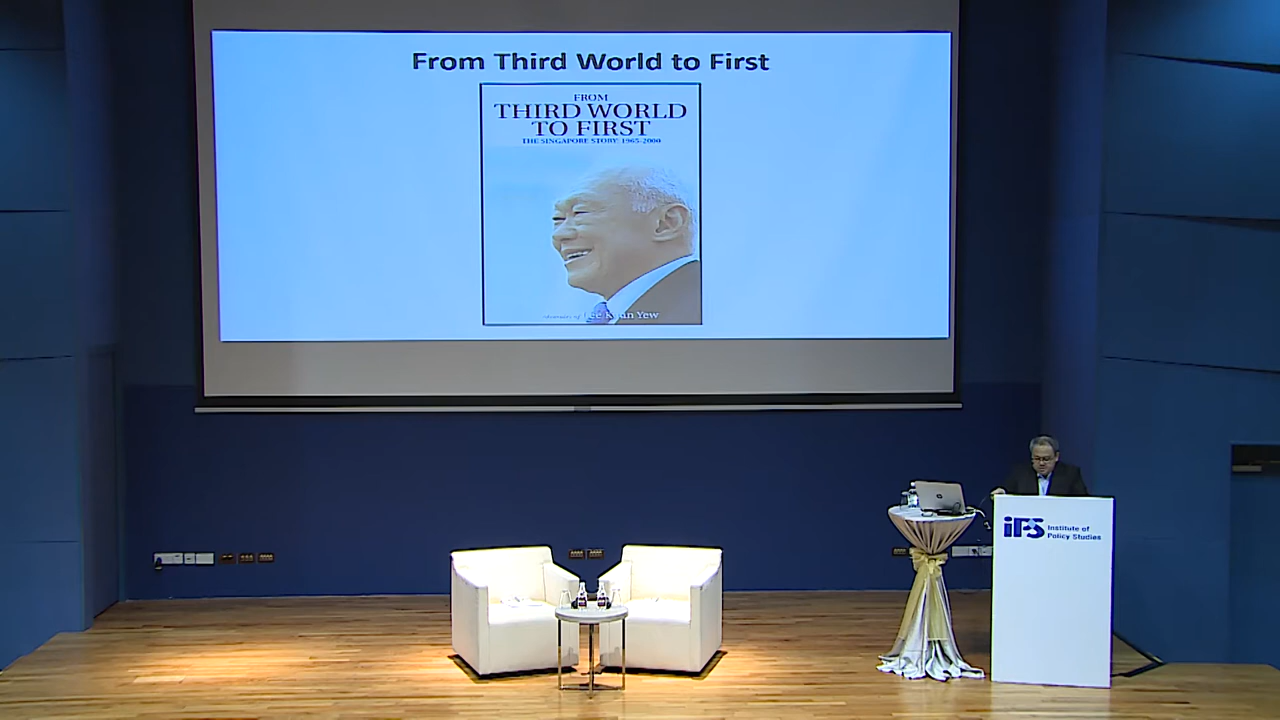 From Third World to First
FROM
THIRD WORLD
TO FIRST
THE SINGAPORE STORY: 1965-2000
Lee Kuan Yew
iPS Institute of
Policy Studies